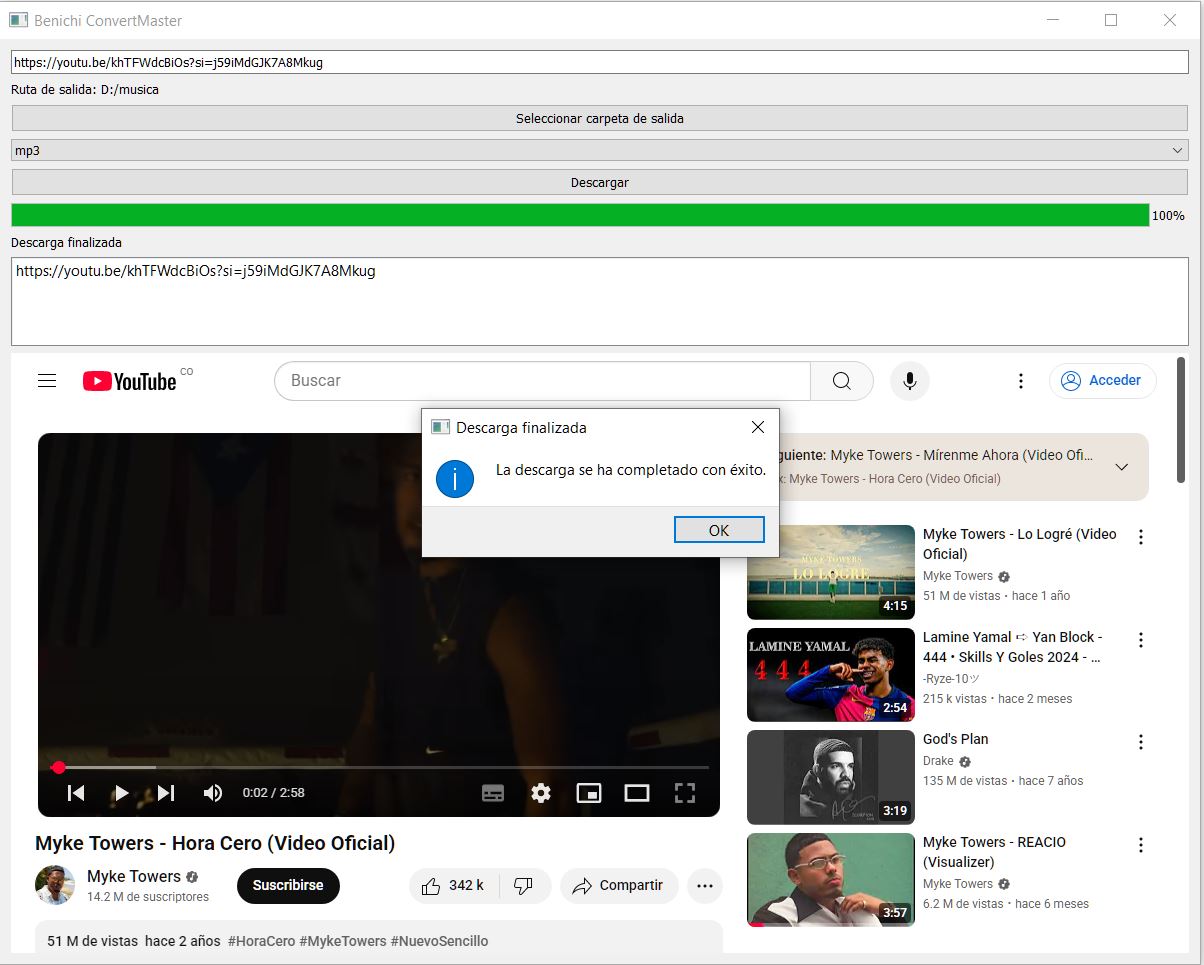 Benichi ConvertMaster
https://youtu.be/khTFWdcBiOs?si=j59iMdGJK7A8Mkug
Ruta de salida: D:/musica
Seleccionar carpeta de salida
mp3
Descargar
100%
Descarga finalizada
https://youtu.be/khTFWdcBiOs?si=j59iMdGJK7A8Mkug
YouTube CO
Buscar
Acceder
Descarga finalizada
La descarga se ha completado con éxito.
OK
guiente: Myke Towers - Mírenme Ahora (Video Ofi...
Myke Towers - Hora Cero (Video Oficial)
MYKE TOWERS
LO LOGRÉ
4:15
Myke Towers - Lo Logré (Video
Oficial)
Myke Towers
51 M de vistas • hace 1 año
LAMINE YAMAL
4 4 4
2:54
Lamine Yamal ➪ Yan Block -
444 • Skills Y Goles 2024 - ...
-Ryze-10ツ
215 k vistas • hace 2 meses
3:19
God's Plan
Drake
135 M de vistas • hace 7 años
3:57
Myke Towers - REACIO
(Visualizer)
Myke Towers
6.2 M de vistas • hace 6 meses
0:02 / 2:58
Myke Towers - Hora Cero (Video Oficial)
Myke Towers
14.2 M de suscriptores
Suscribirse
342 k
Compartir
51 M de vistas hace 2 años #HoraCero #MykeTowers #NuevoSencillo